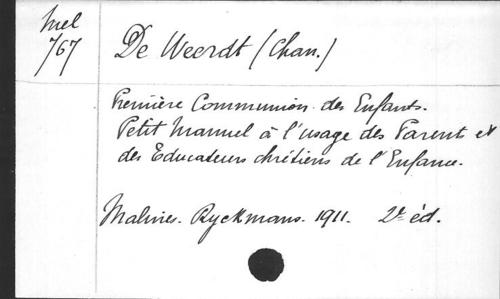 Mel
767
De Weerdt (Chan.)
Première Communion des Enfants.
Petit Manuel à l'usage des Parents et
des Educateurs chrétiens de l'Enfance.
Malines. Ryckmans. 1911. 2e éd.